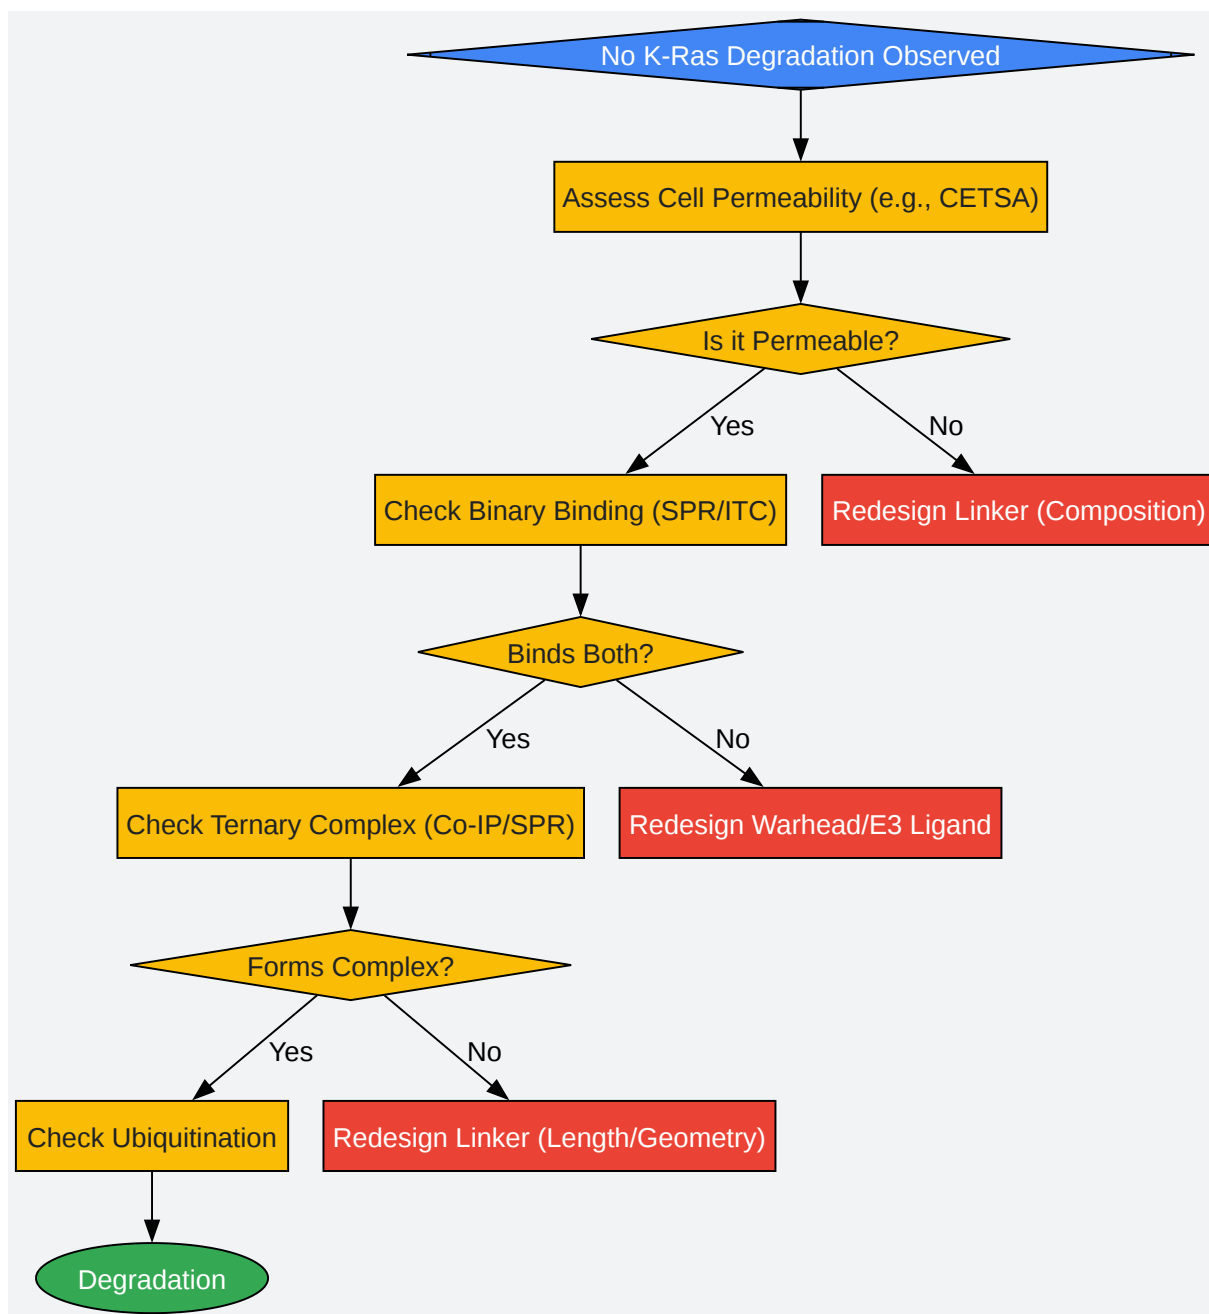 No K-Ras Degradation Observed
Assess Cell Permeability (e.g., CETSA)
Is it Permeable?
Yes
No
Check Binary Binding (SPR/ITC)
Redesign Linker (Composition)
Binds Both?
Yes
No
Check Ternary Complex (Co-IP/SPR)
Redesign Warhead/E3 Ligand
Forms Complex?
Yes
No
Check Ubiquitination
Redesign Linker (Length/Geometry)
Degradation